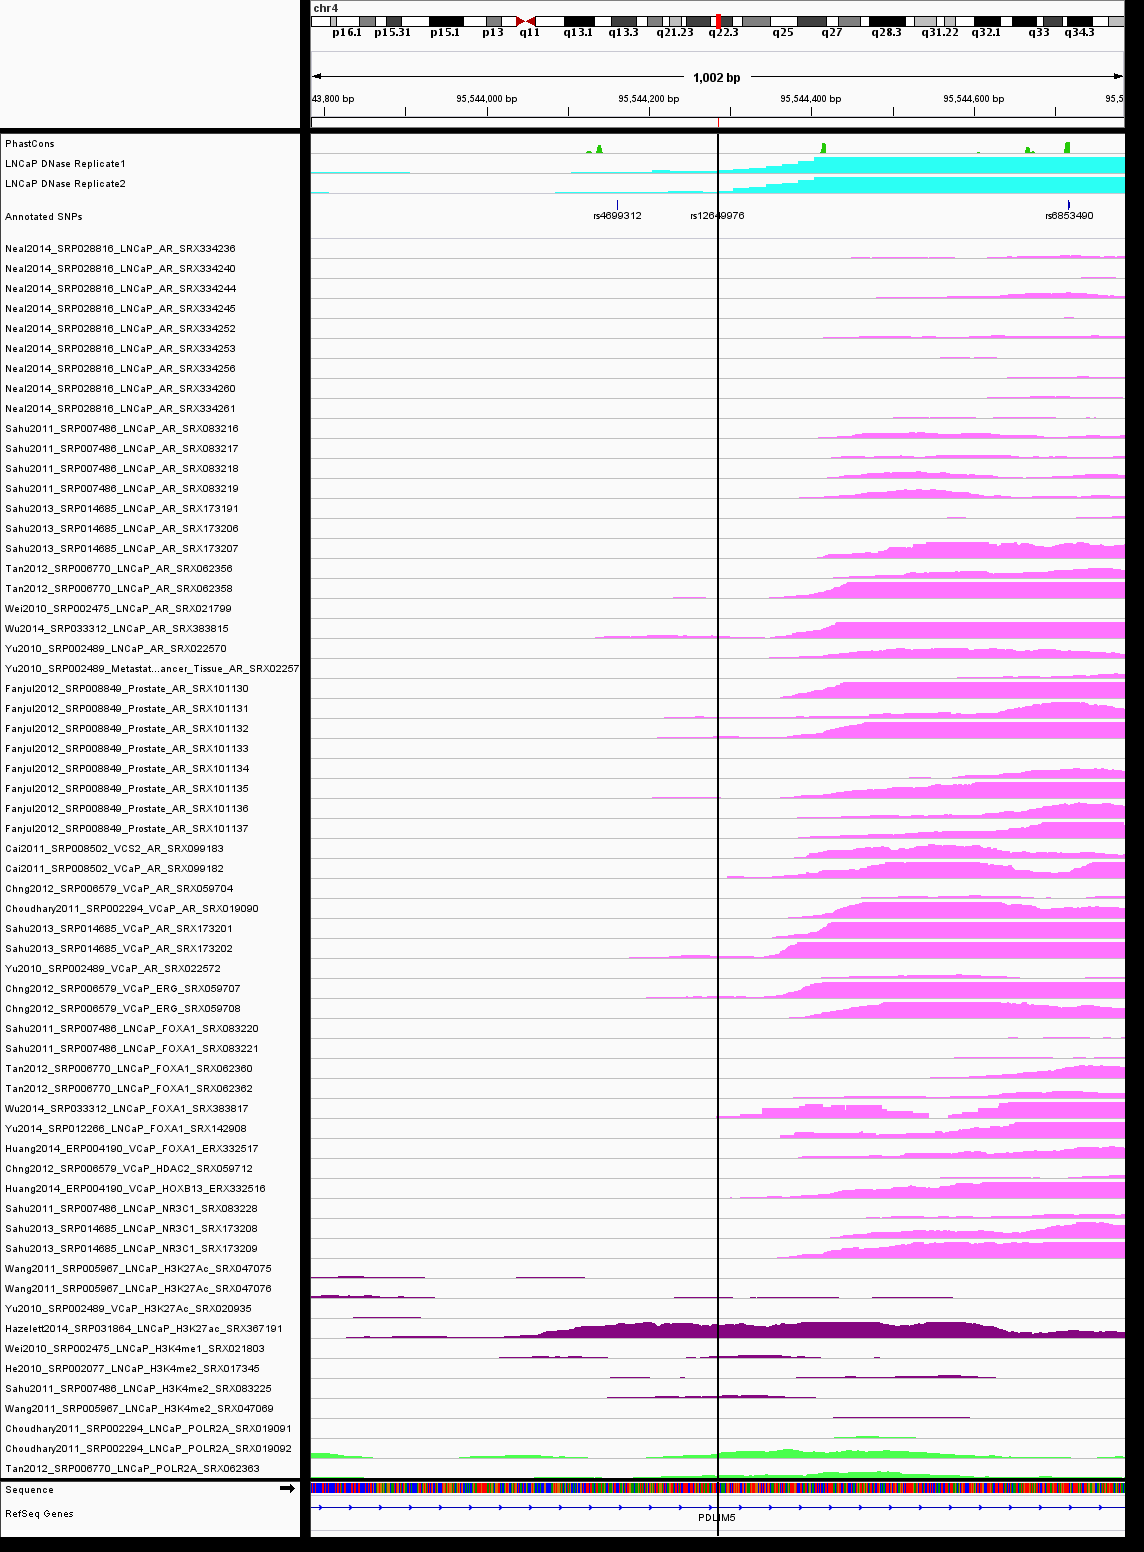 chr4
p16.1 p15.31 p15.1 p13 q11 q13.1 q13.3 q21.23 q22.3 q25 q27 q28.3 q31.22 q32.1 q33 q34.3
1,002 bp
43,800 bp 95,544,000 bp 95,544,200 bp 95,544,400 bp 95,544,600 bp 95,5
PhastCons
LNCaP DNase Replicate1
LNCaP DNase Replicate2
Annotated SNPs rs4699312 rs12649976 rs6853490
Neal2014_SRP028816_LNCaP_AR_SRX334236
Neal2014_SRP028816_LNCaP_AR_SRX334240
Neal2014_SRP028816_LNCaP_AR_SRX334244
Neal2014_SRP028816_LNCaP_AR_SRX334245
Neal2014_SRP028816_LNCaP_AR_SRX334252
Neal2014_SRP028816_LNCaP_AR_SRX334253
Neal2014_SRP028816_LNCaP_AR_SRX334256
Neal2014_SRP028816_LNCaP_AR_SRX334260
Neal2014_SRP028816_LNCaP_AR_SRX334261
Sahu2011_SRP007486_LNCaP_AR_SRX083216
Sahu2011_SRP007486_LNCaP_AR_SRX083217
Sahu2011_SRP007486_LNCaP_AR_SRX083218
Sahu2011_SRP007486_LNCaP_AR_SRX083219
Sahu2013_SRP014685_LNCaP_AR_SRX173191
Sahu2013_SRP014685_LNCaP_AR_SRX173206
Sahu2013_SRP014685_LNCaP_AR_SRX173207
Tan2012_SRP006770_LNCaP_AR_SRX062356
Tan2012_SRP006770_LNCaP_AR_SRX062358
Wei2010_SRP002475_LNCaP_AR_SRX021799
Wu2014_SRP033312_LNCaP_AR_SRX383815
Yu2010_SRP002489_LNCaP_AR_SRX022570
Yu2010_SRP002489_Metastat...ancer_Tissue_AR_SRX02257
Fanjul2012_SRP008849_Prostate_AR_SRX101130
Fanjul2012_SRP008849_Prostate_AR_SRX101131
Fanjul2012_SRP008849_Prostate_AR_SRX101132
Fanjul2012_SRP008849_Prostate_AR_SRX101133
Fanjul2012_SRP008849_Prostate_AR_SRX101134
Fanjul2012_SRP008849_Prostate_AR_SRX101135
Fanjul2012_SRP008849_Prostate_AR_SRX101136
Fanjul2012_SRP008849_Prostate_AR_SRX101137
Cai2011_SRP008502_VCS2_AR_SRX099183
Cai2011_SRP008502_VCaP_AR_SRX099182
Chng2012_SRP006579_VCaP_AR_SRX059704
Choudhary2011_SRP002294_VCaP_AR_SRX019090
Sahu2013_SRP014685_VCaP_AR_SRX173201
Sahu2013_SRP014685_VCaP_AR_SRX173202
Yu2010_SRP002489_VCaP_AR_SRX022572
Chng2012_SRP006579_VCaP_ERG_SRX059707
Chng2012_SRP006579_VCaP_ERG_SRX059708
Sahu2011_SRP007486_LNCaP_FOXA1_SRX083220
Sahu2011_SRP007486_LNCaP_FOXA1_SRX083221
Tan2012_SRP006770_LNCaP_FOXA1_SRX062360
Tan2012_SRP006770_LNCaP_FOXA1_SRX062362
Wu2014_SRP033312_LNCaP_FOXA1_SRX383817
Yu2014_SRP012266_LNCaP_FOXA1_SRX142908
Huang2014_ERP004190_VCaP_FOXA1_ERX332517
Chng2012_SRP006579_VCaP_HDAC2_SRX059712
Huang2014_ERP004190_VCaP_HOXB13_ERX332516
Sahu2011_SRP007486_LNCaP_NR3C1_SRX083228
Sahu2013_SRP014685_LNCaP_NR3C1_SRX173208
Sahu2013_SRP014685_LNCaP_NR3C1_SRX173209
Wang2011_SRP005967_LNCaP_H3K27Ac_SRX047075
Wang2011_SRP005967_LNCaP_H3K27Ac_SRX047076
Yu2010_SRP002489_VCaP_H3K27Ac_SRX020935
Hazelett2014_SRP031864_LNCaP_H3K27ac_SRX367191
Wei2010_SRP002475_LNCaP_H3K4me1_SRX021803
He2010_SRP002077_LNCaP_H3K4me2_SRX017345
Sahu2011_SRP007486_LNCaP_H3K4me2_SRX083225
Wang2011_SRP005967_LNCaP_H3K4me2_SRX047069
Choudhary2011_SRP002294_LNCaP_POLR2A_SRX019091
Choudhary2011_SRP002294_LNCaP_POLR2A_SRX019092
Tan2012_SRP006770_LNCaP_POLR2A_SRX062363
Sequence
RefSeq Genes
PDLIM5